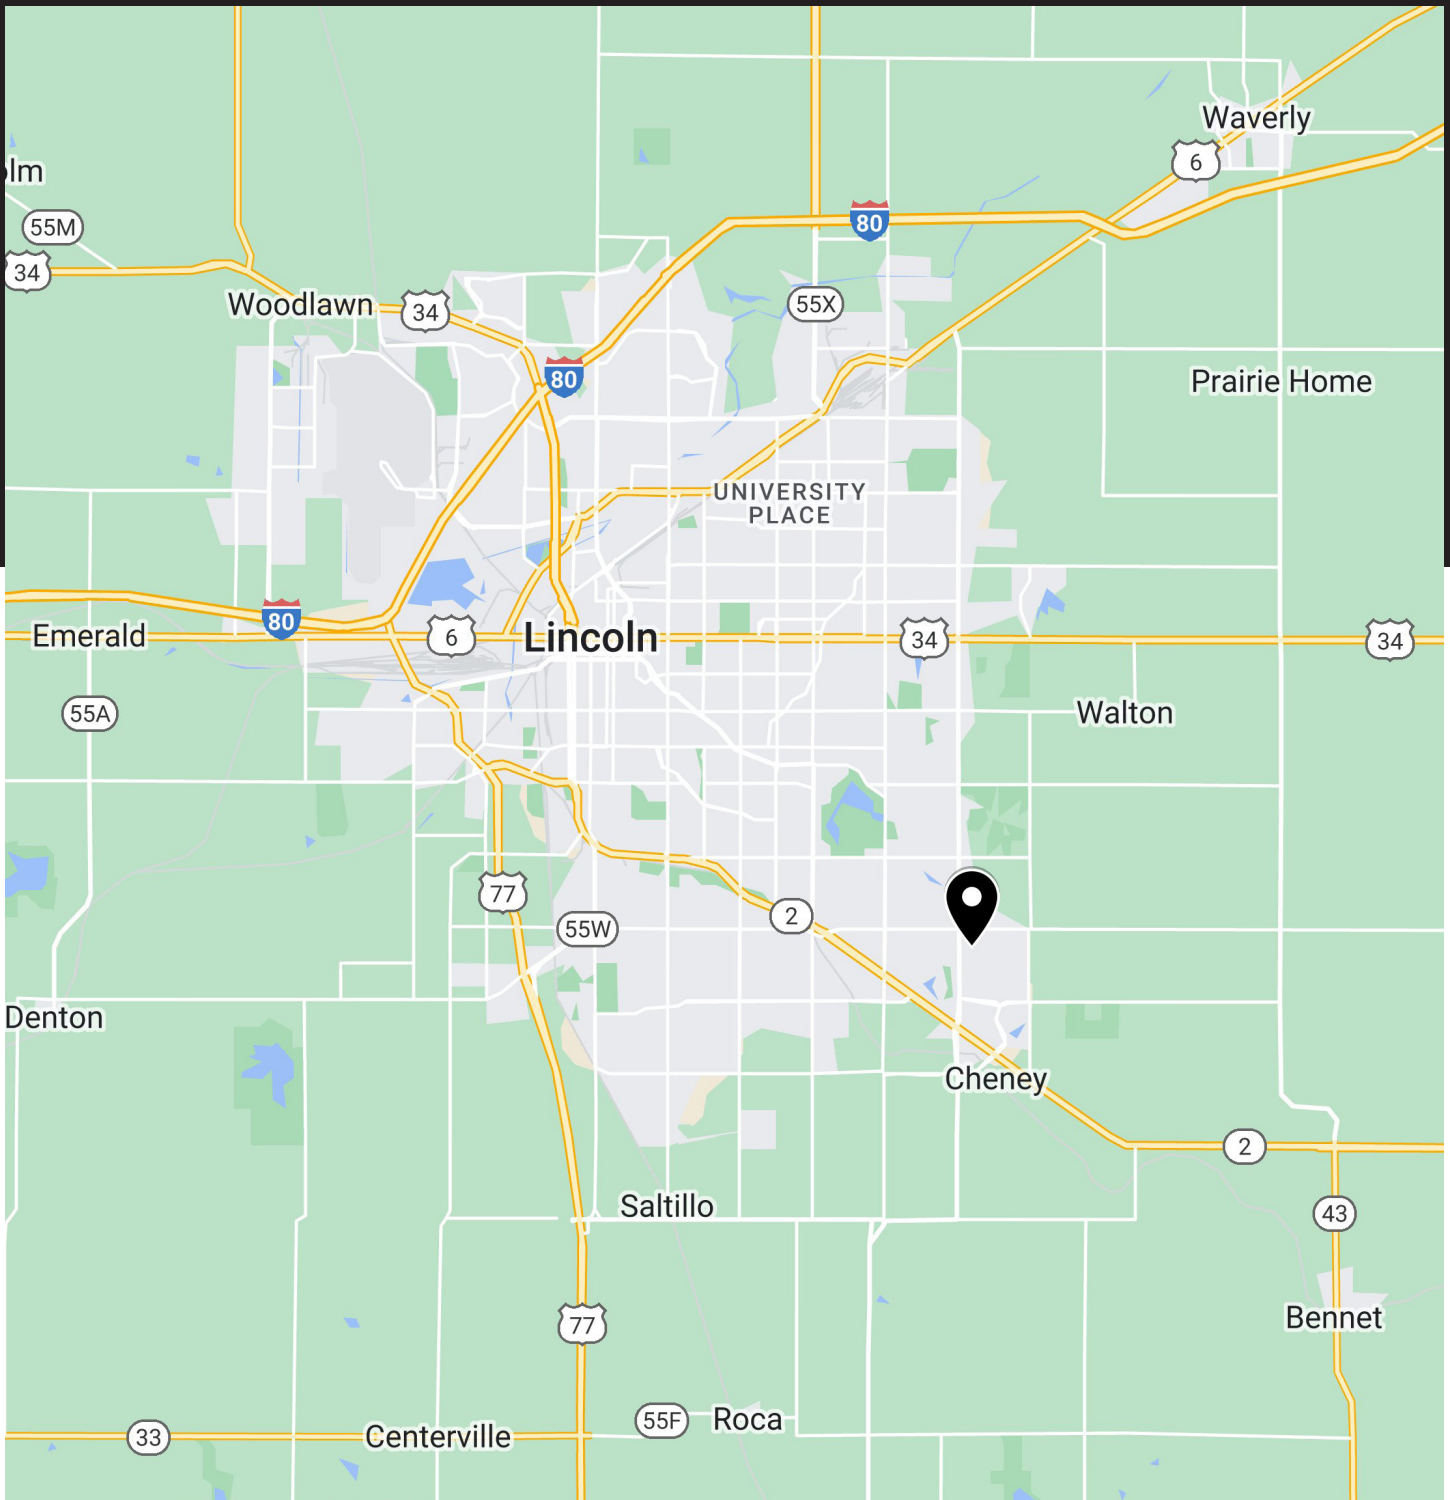 Waverly
6
olm
55M
80
34
Woodlawn
34
55X
80
Prairie Home
UNIVERSITY
PLACE
80
Emerald
6
Lincoln
34
34
55A
Walton
77
2
55W
Denton
Cheney
2
Saltillo
43
77
Bennet
55F
Roca
33
Centerville